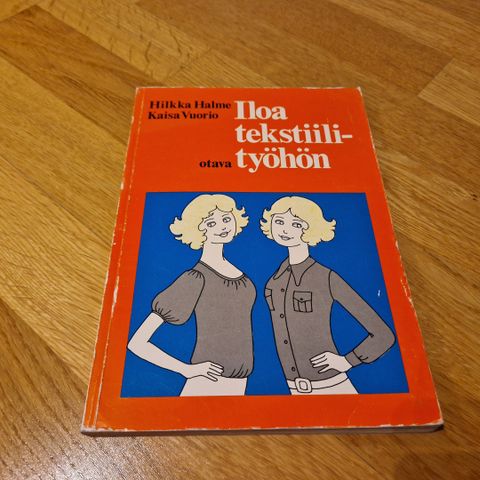 Hilkka Halme
Kaisa Vuorio
Iloa
tekstiili-
työhön
otava